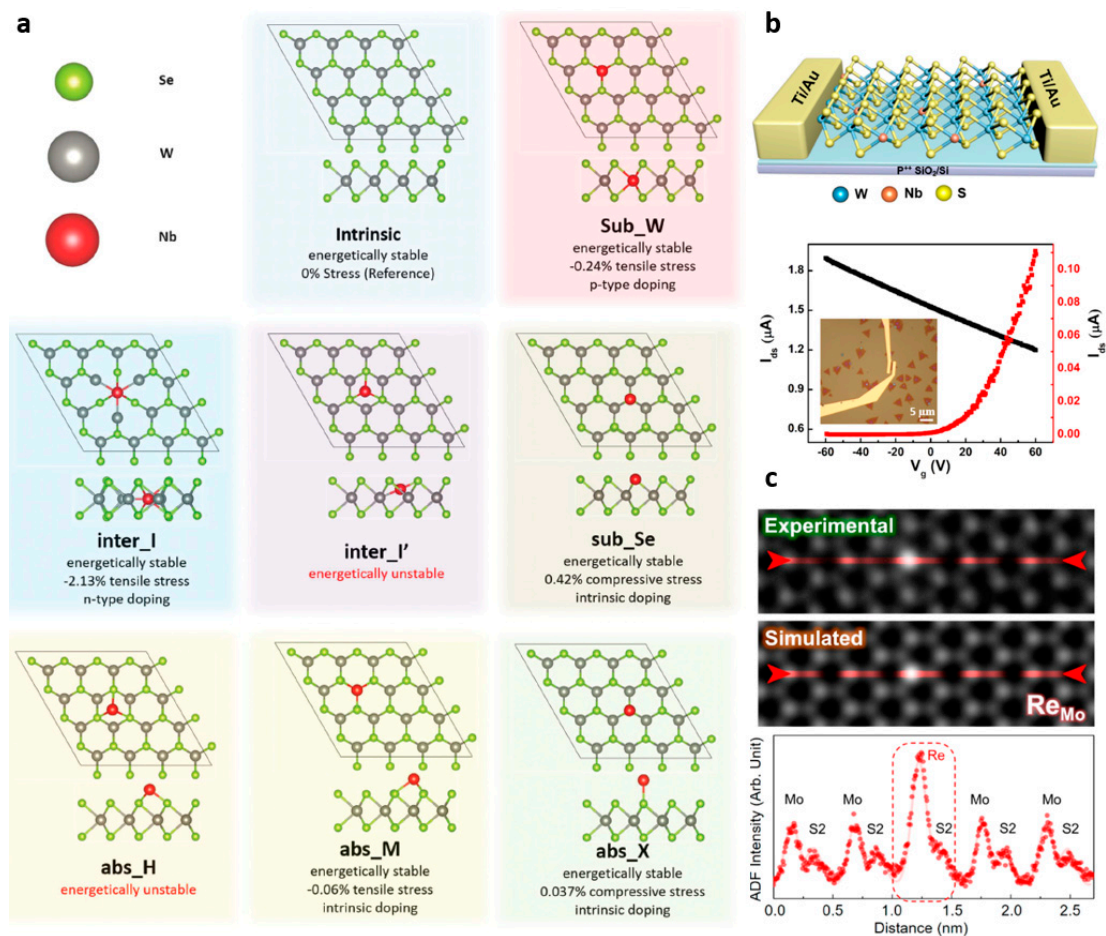 a
Se
W
Nb
Intrinsic
energetically stable
0% Stress (Reference)
Sub_W
energetically stable
-0.24% tensile stress
p-type doping
inter_I
energetically stable
-2.13% tensile stress
n-type doping
inter_I'
energetically unstable
sub_Se
energetically stable
0.42% compressive stress
intrinsic doping
abs_H
energetically unstable
abs_M
energetically stable
-0.06% tensile stress
intrinsic doping
abs_X
energetically stable
0.037% compressive stress
intrinsic doping
b
Ti/Au
Ti/Au
P++ SiO2/Si
W Nb S
1.8
1.5
1.2
0.9
0.6
Ids (μA)
0.10
0.08
0.06
0.04
0.02
0.00
Ids (μA)
5 μm
-60 -40 -20 0 20 40 60
Vg (V)
c
Experimental
Simulated
ReMo
ADF Intensity (Arb. Unit)
Re
Mo Mo Mo Mo
S2 S2 S2 S2 S2
0.0 0.5 1.0 1.5 2.0 2.5
Distance (nm)